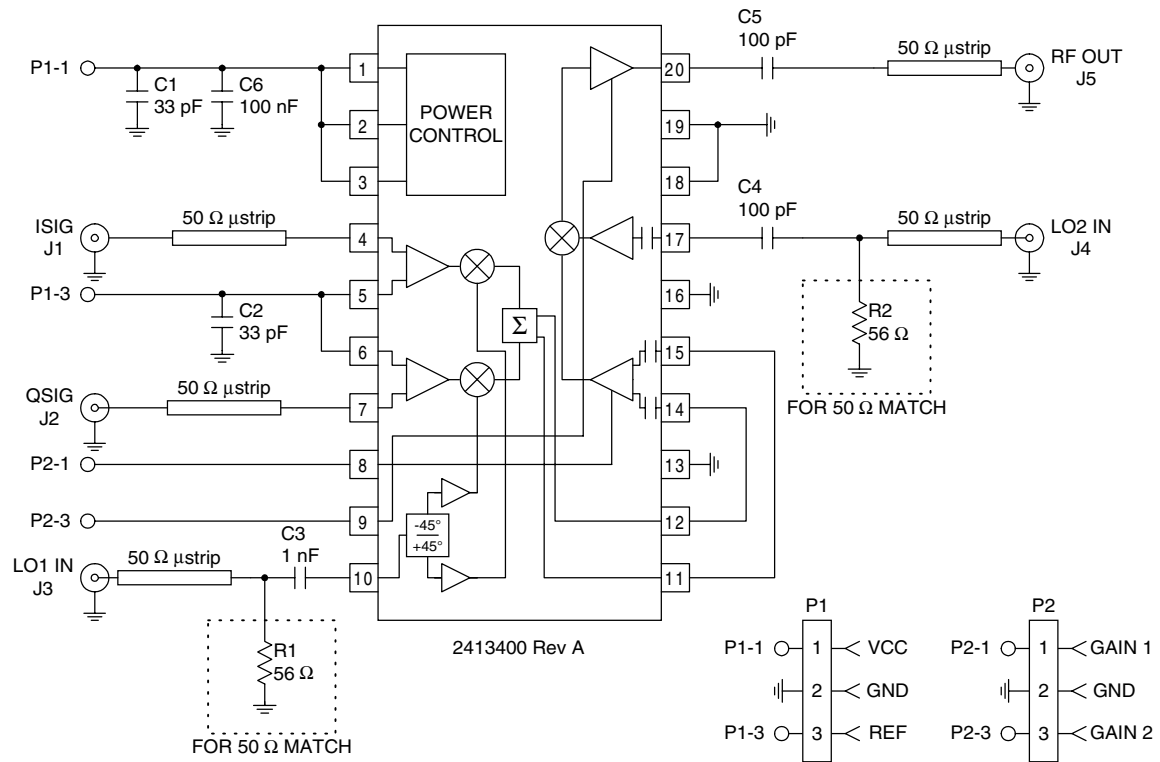 P1-1
C1
33 pF
C6
100 nF
1
2
3
POWER
CONTROL
ISIG
J1
50 Ω μstrip
4
P1-3
C2
33 pF
5
6
QSIG
J2
50 Ω μstrip
7
P2-1
8
P2-3
9
LO1 IN
J3
50 Ω μstrip
C3
1 nF
10
R1
56 Ω
FOR 50 Ω MATCH
Σ
-45°
+45°
2413400 Rev A
20
C5
100 pF
50 Ω μstrip
RF OUT
J5
19
18
17
C4
100 pF
50 Ω μstrip
LO2 IN
J4
R2
56 Ω
FOR 50 Ω MATCH
16
15
14
13
12
11
P1
P1-1
1
VCC
2
GND
P1-3
3
REF
P2
P2-1
1
GAIN 1
2
GND
P2-3
3
GAIN 2